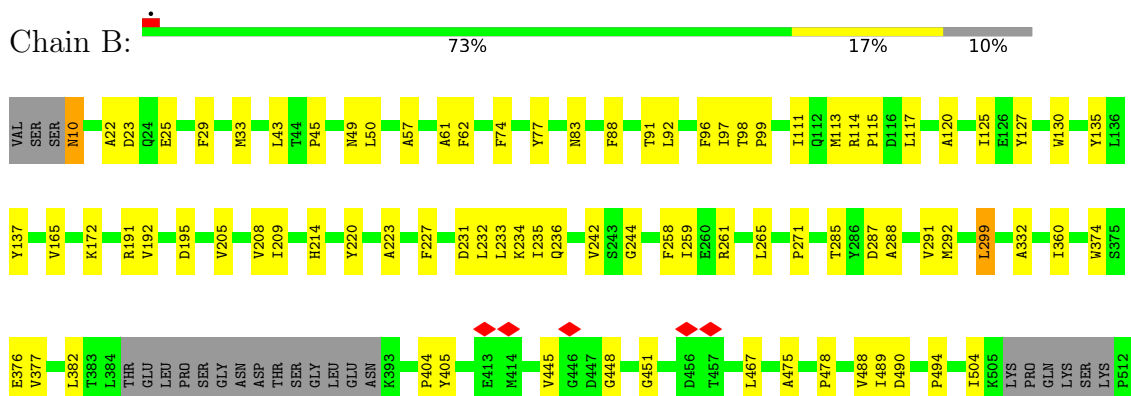 Chain B:
73% 17% 10%
VAL SER SER N10 A22 D23 Q24 E25 F29 M33 L43 T44 P45 N49 L50 A57 A61 F62 F74 Y77 N83 F88 T91 L92 F96 I97 T98 P99 I111 Q112 M113 R114 P115 D116 L117 A120 I125 E126 Y127 W130 Y135 L136
Y137 V165 K172 R191 V192 D195 V205 V208 I209 H214 Y220 A223 F227 D231 L232 L233 K234 I235 Q236 V242 S243 G244 F258 I259 E260 R261 L265 P271 T285 Y286 D287 A288 V291 M292 L299 A332 I360 W374 S375
E376 V377 L382 T383 L384 THR GLU LEU PRO SER GLY ASN ASP THR SER GLY LEU GLU ASN K393 P404 Y405 E413 M414 V445 G446 D447 G448 G451 D456 T457 L467 A475 P478 V488 I489 D490 P494 I504 K505 LYS PRO GLN LYS SER LYS P512